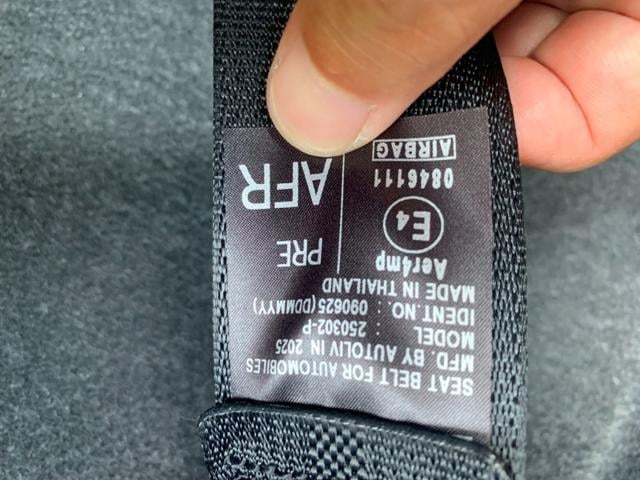 SEAT BELT FOR AUTOMOBILES
MFD. BY AUTOLIV IN 2025
MODEL : 250302-P
IDENT.NO. : 090625 (DDMMYY)
MADE IN THAILAND
Aer4mp
PRE
E4
AFR
0846111
AIRBAG